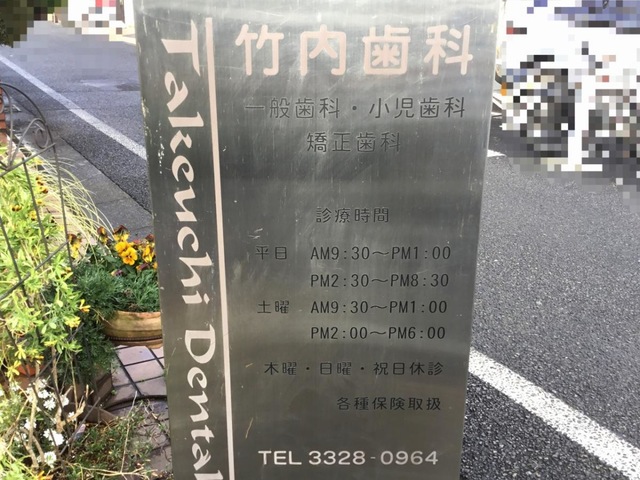 Takeuchi Dental
竹内歯科
一般歯科・小児歯科
矯正歯科
診療時間
平日 AM9:30～PM1:00
PM2:30～PM8:30
土曜 AM9:30～PM1:00
PM2:00～PM6:00
木曜・日曜・祝日休診
各種保険取扱
TEL 3328-0964